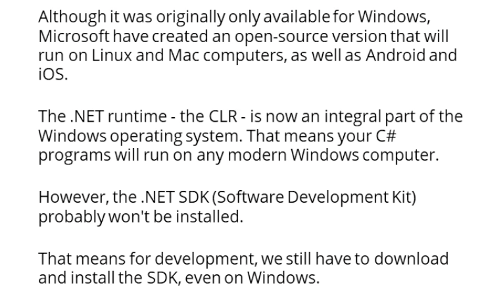 Although it was originally only available for Windows,
Microsoft have created an open-source version that will
run on Linux and Mac computers, as well as Android and
iOS.
The .NET runtime - the CLR - is now an integral part of the
Windows operating system. That means your C#
programs will run on any modern Windows computer.
However, the .NET SDK (Software Development Kit)
probably won't be installed.
That means for development, we still have to download
and install the SDK, even on Windows.